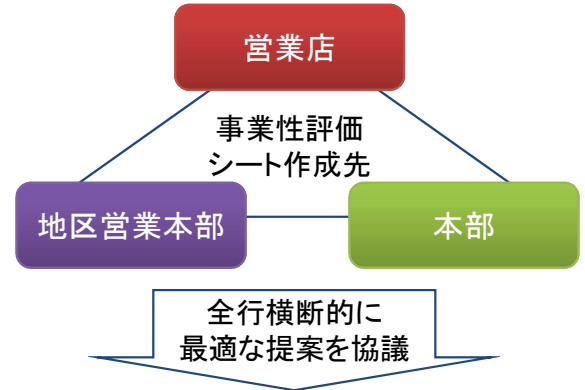 営業店
事業性評価
シート作成先
地区営業本部
本部
全行横断的に
最適な提案を協議